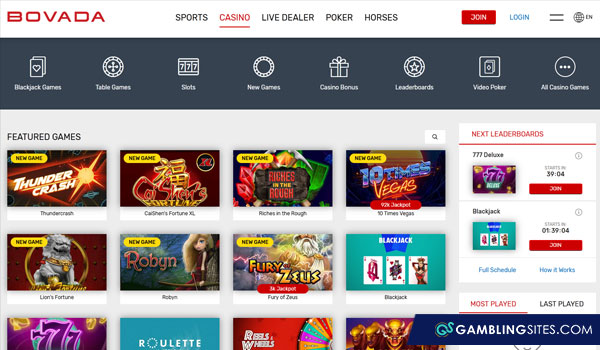 BOVADA
SPORTS CASINO LIVE DEALER POKER HORSES
JOIN LOGIN EN
Blackjack Games Table Games Slots New Games Casino Bonus Leaderboards Video Poker All Casino Games
FEATURED GAMES
NEXT LEADERBOARDS
NEW GAME
THUNDER CRASH
Thundercrash
NEW GAME
福
XL
CAISHEN'S FORTUNE
CaiShen's Fortune XL
NEW GAME
RICHES IN THE ROUGH
Riches in the Rough
NEW GAME
10 TIMES VEGAS
92k Jackpot
10 Times Vegas
777 Deluxe
777
DELUXE
STARTS IN:
39:04
JOIN
Blackjack
STARTS IN:
01:39:04
JOIN
Full Schedule How it Works
NEW GAME
Lion's Fortune
NEW GAME
Robyn
Robyn
NEW GAME
FURY OF ZEUS
3k Jackpot
Fury of Zeus
BLACKJACK
Blackjack
MOST PLAYED LAST PLAYED
777
ROULETTE
REELS & WHEELS
GS GAMBLINGSITES.COM